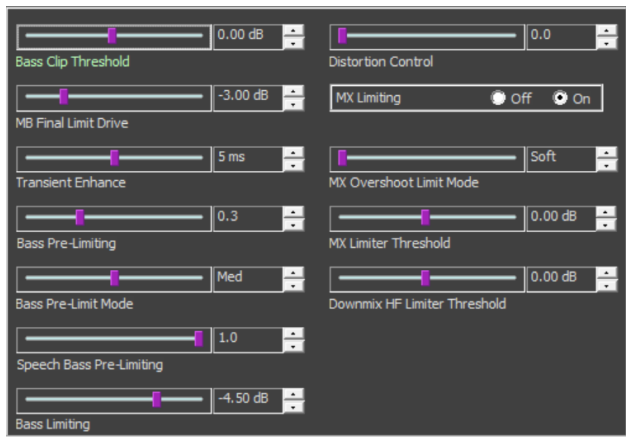 0.00 dB
Bass Clip Threshold
-3.00 dB
MB Final Limit Drive
5 ms
Transient Enhance
0.3
Bass Pre-Limiting
Med
Bass Pre-Limit Mode
1.0
Speech Bass Pre-Limiting
-4.50 dB
Bass Limiting
0.0
Distortion Control
MX Limiting Off On
Soft
MX Overshoot Limit Mode
0.00 dB
MX Limiter Threshold
0.00 dB
Downmix HF Limiter Threshold